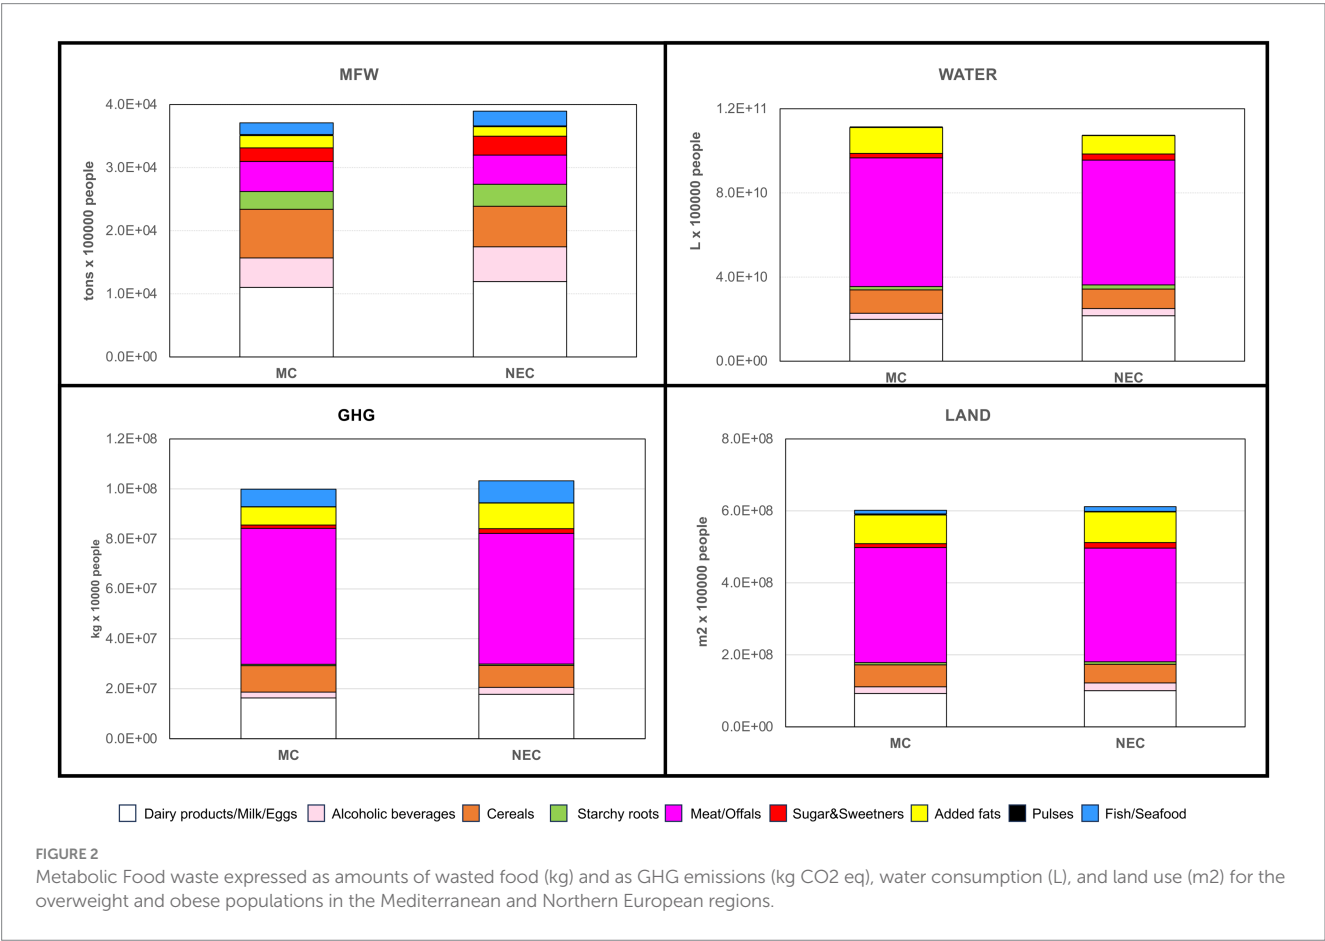 MFW
tons x 100000 people
4.0E+04
3.0E+04
2.0E+04
1.0E+04
0.0E+00
MC
NEC
WATER
L x 100000 people
1.2E+11
8.0E+10
4.0E+10
0.0E+00
MC
NEC
GHG
kg x 10000 people
1.2E+08
1.0E+08
8.0E+07
6.0E+07
4.0E+07
2.0E+07
0.0E+00
MC
NEC
LAND
m2 x 100000 people
8.0E+08
6.0E+08
4.0E+08
2.0E+08
0.0E+00
MC
NEC
Dairy products/Milk/Eggs Alcoholic beverages Cereals Starchy roots Meat/Offals Sugar&Sweetners Added fats Pulses Fish/Seafood
FIGURE 2
Metabolic Food waste expressed as amounts of wasted food (kg) and as GHG emissions (kg CO2 eq), water consumption (L), and land use (m2) for the
overweight and obese populations in the Mediterranean and Northern European regions.